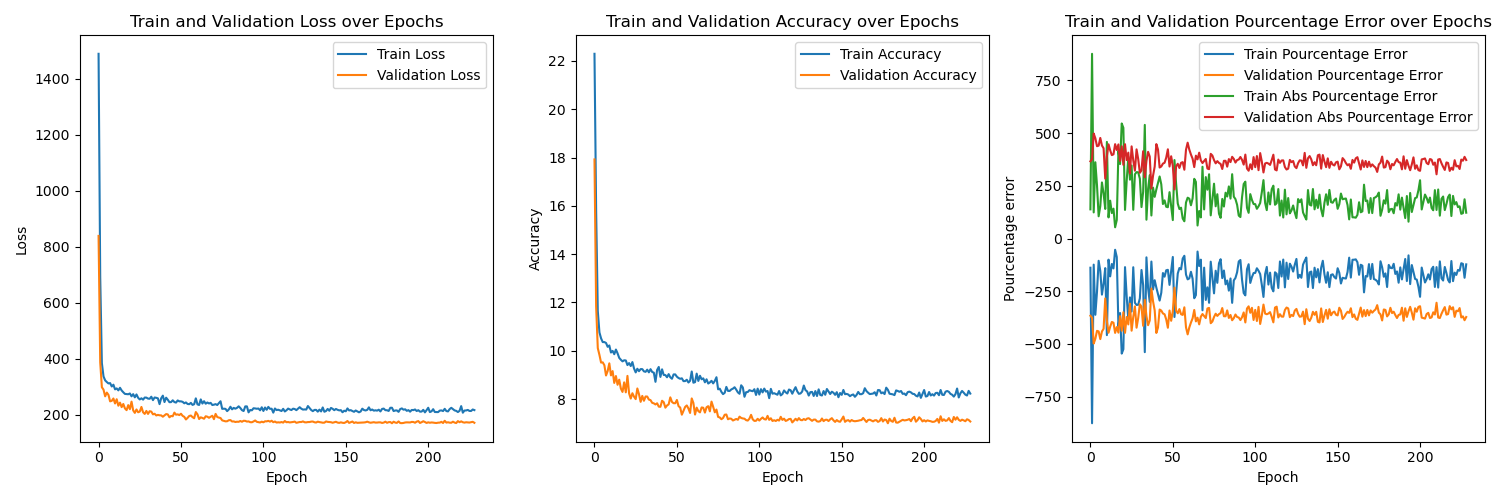 Train and Validation Loss over Epochs
Train Loss
Validation Loss
1400
1200
1000
800
600
400
200
Loss
0
50
100
150
200
Epoch
Train and Validation Accuracy over Epochs
Train Accuracy
Validation Accuracy
22
20
18
16
14
12
10
8
Accuracy
0
50
100
150
200
Epoch
Train and Validation Pourcentage Error over Epochs
Train Pourcentage Error
Validation Pourcentage Error
Train Abs Pourcentage Error
Validation Abs Pourcentage Error
750
500
250
0
−250
−500
−750
Pourcentage error
0
50
100
150
200
Epoch